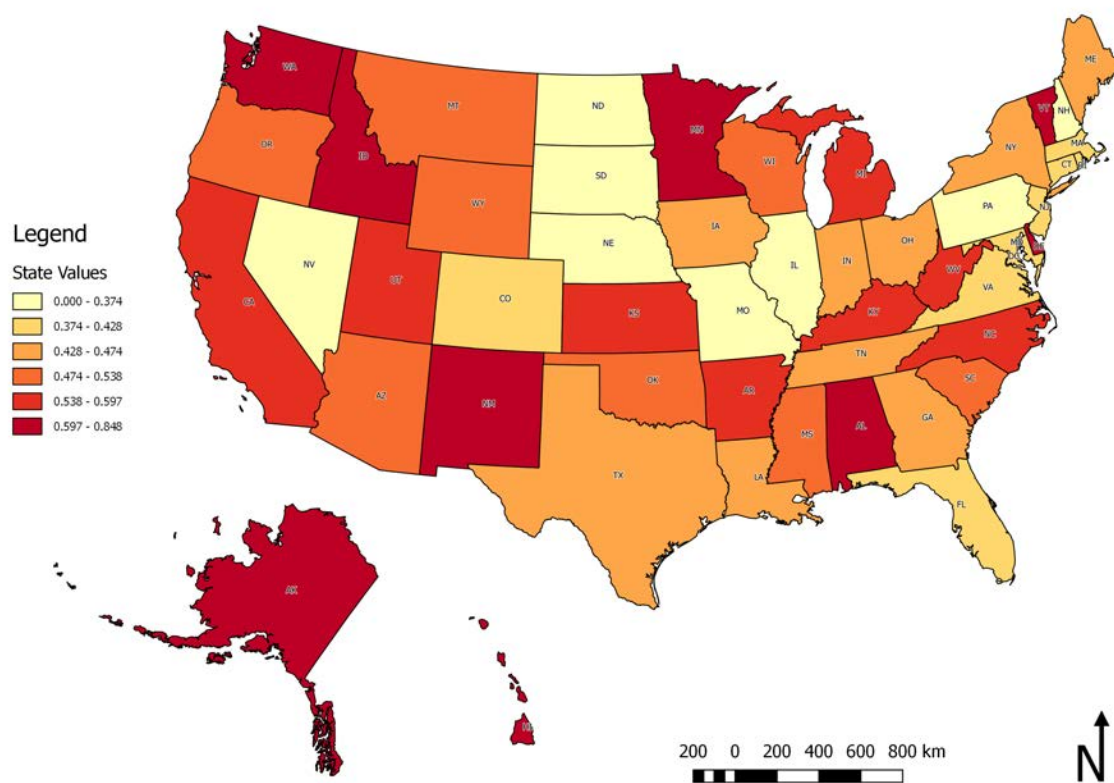 WA
MT
ND
MN
ME
VT
NH
OR
ID
WI
MI
NY
MA
SD
CT
RI
WY
PA
NJ
IA
NE
OH
NV
IL
IN
MD
DE
DC
UT
CO
WV
VA
CA
KS
MO
KY
NC
TN
AZ
NM
OK
AR
SC
MS
AL
GA
TX
LA
FL
AK
HI
Legend
State Values
0.000 - 0.374
0.374 - 0.428
0.428 - 0.474
0.474 - 0.538
0.538 - 0.597
0.597 - 0.848
200 0 200 400 600 800 km
N